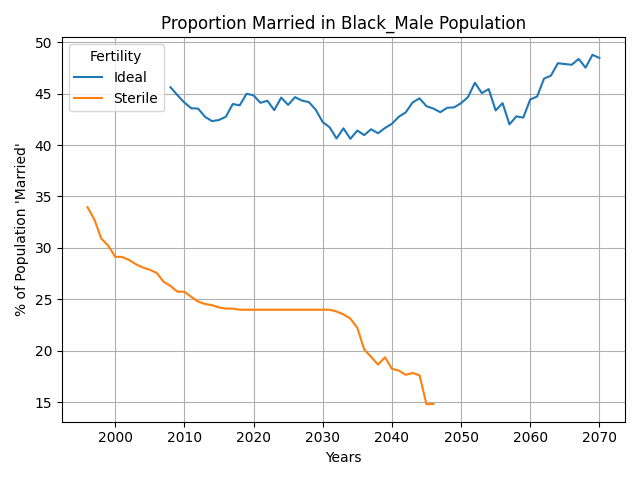 Proportion Married in Black_Male Population
Fertility
Ideal
Sterile
% of Population 'Married'
50
45
40
35
30
25
20
15
2000
2010
2020
2030
2040
2050
2060
2070
Years